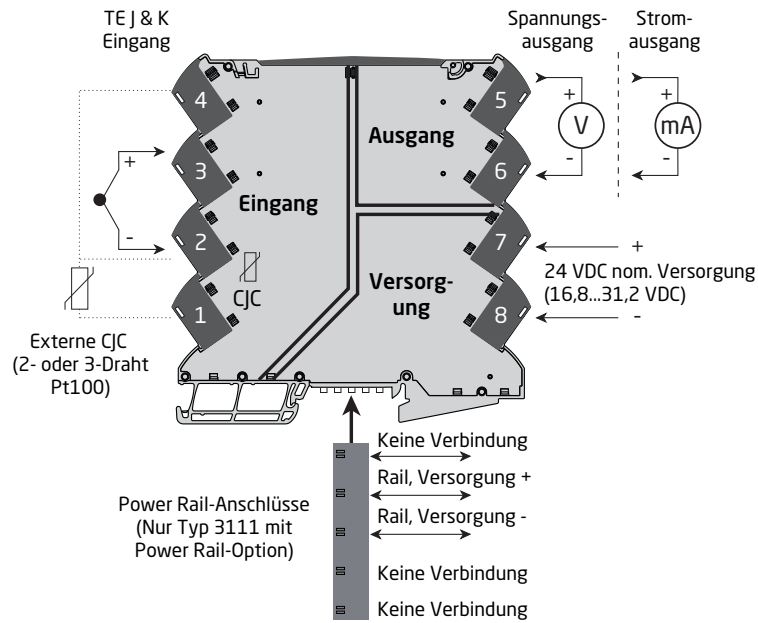 TE J & K
Eingang
Spannungs-
ausgang
Strom-
ausgang
4
3
2
1
5
6
7
8
+
-
Eingang
Ausgang
Versorg-
ung
CJC
+
V
-
+
mA
-
+
24 VDC nom. Versorgung
(16,8...31,2 VDC)
-
Externe CJC
(2- oder 3-Draht
Pt100)
Power Rail-Anschlüsse
(Nur Typ 3111 mit
Power Rail-Option)
Keine Verbindung
Rail, Versorgung +
Rail, Versorgung -
Keine Verbindung
Keine Verbindung